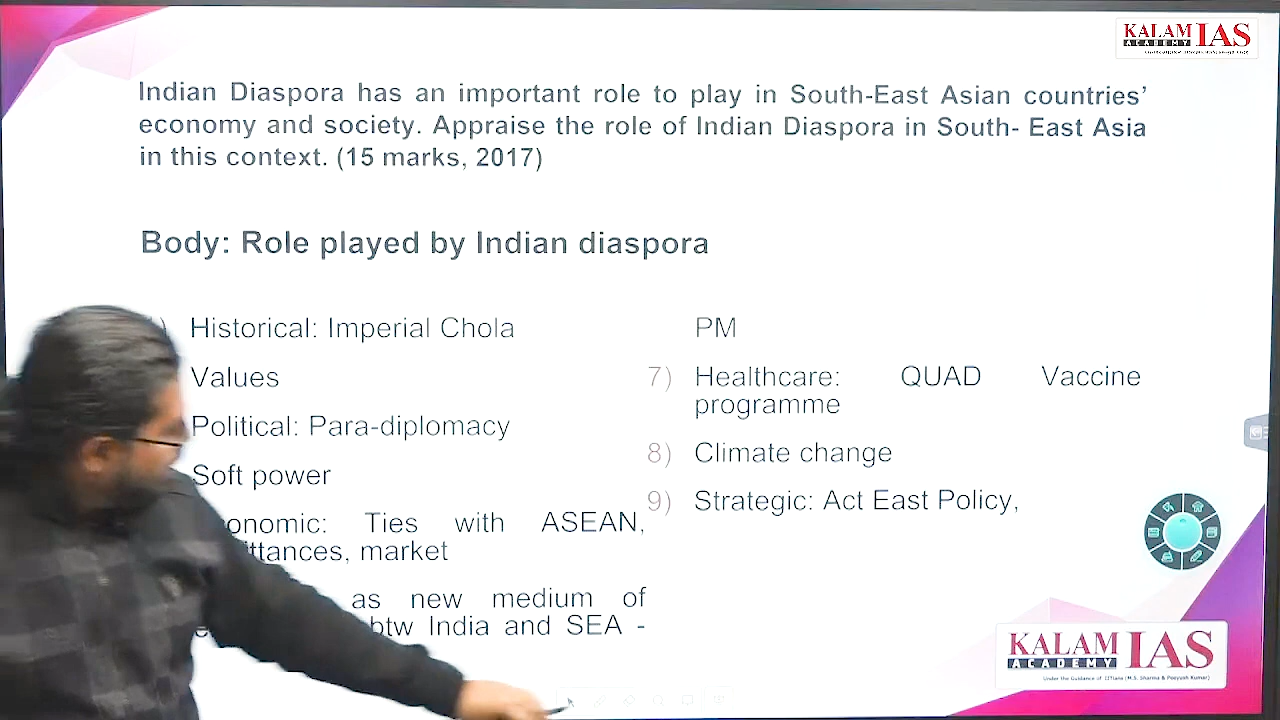 KALAM IAS
ACADEMY
Indian Diaspora has an important role to play in South-East Asian countries’
economy and society. Appraise the role of Indian Diaspora in South- East Asia
in this context. (15 marks, 2017)
Body: Role played by Indian diaspora
Historical: Imperial Chola
Values
Political: Para-diplomacy
Soft power
onomic: Ties with ASEAN,
ittances, market
as new medium of
btw India and SEA -
PM
7) Healthcare: QUAD Vaccine
programme
8) Climate change
9) Strategic: Act East Policy,
KALAM IAS
ACADEMY
Under the Guidance of IITians (M.S. Sharma & Peeyush Kumar)